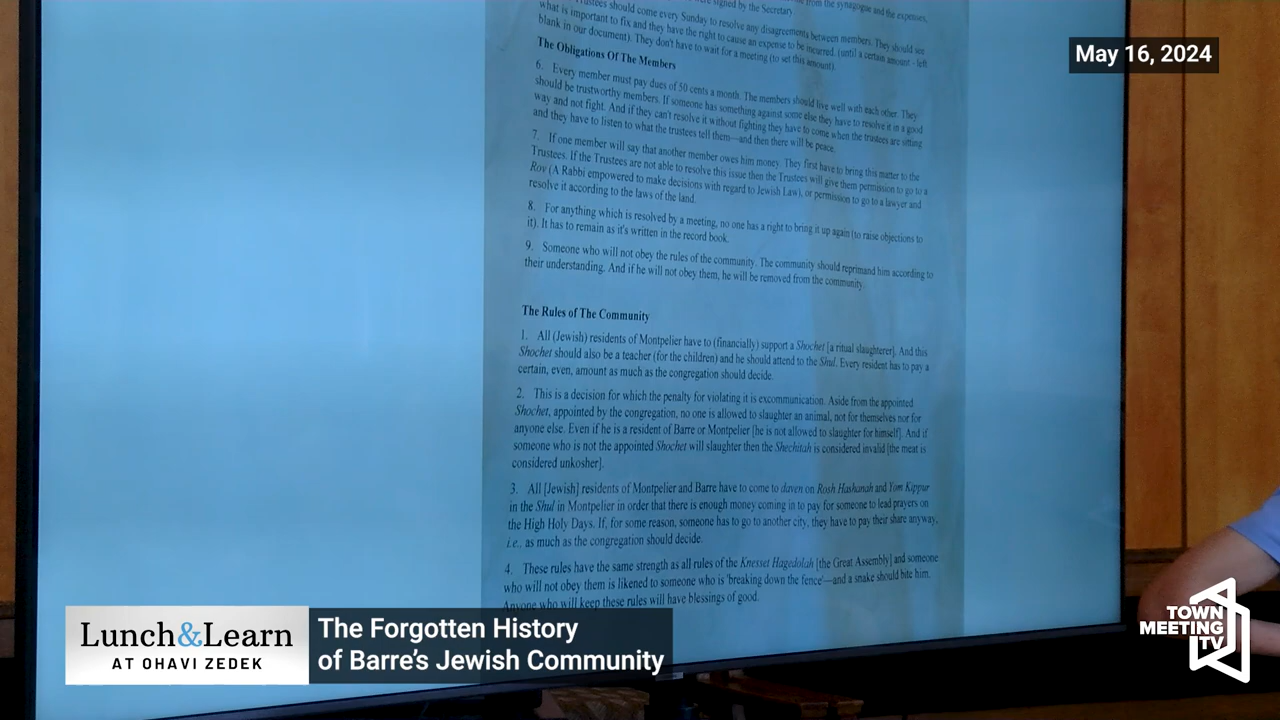 signed by the Secretary
from the synagogue and the expenses,
Trustees should come every Sunday to resolve any disagreements between members. They should see
what is important to fix and they have the right to cause an expense to be incurred. (until a certain amount - left
blank in our document). They don't have to wait for a meeting (to set this amount).
The Obligations Of The Members
6. Every member must pay dues of 50 cents a month. The members should live well with each other. They
should be trustworthy members. If someone has something against some else they have to resolve it in a good
way and not fight. And if they can't resolve it without fighting they have to come when the trustees are sitting
and they have to listen to what the trustees tell them—and then there will be peace.
7. If one member will say that another member owes him money. They first have to bring this matter to the
Trustees. If the Trustees are not able to resolve this issue then the Trustees will give them permission to go to a
Rov (A Rabbi empowered to make decisions with regard to Jewish Law), or permission to go to a lawyer and
resolve it according to the laws of the land.
8. For anything which is resolved by a meeting, no one has a right to bring it up again (to raise objections to
it). It has to remain as it's written in the record book.
9. Someone who will not obey the rules of the community. The community should reprimand him according to
their understanding. And if he will not obey them, he will be removed from the community.
The Rules of The Community
1. All (Jewish) residents of Montpelier have to (financially) support a Shochet [a ritual slaughterer]. And this
Shochet should also be a teacher (for the children) and he should attend to the Shul. Every resident has to pay a
certain, even, amount as much as the congregation should decide.
2. This is a decision for which the penalty for violating it is excommunication. Aside from the appointed
Shochet, appointed by the congregation, no one is allowed to slaughter an animal, not for themselves nor for
anyone else. Even if he is a resident of Barre or Montpelier [he is not allowed to slaughter for himself]. And if
someone who is not the appointed Shochet will slaughter then the Shechitah is considered invalid [the meat is
considered unkosher].
3. All [Jewish] residents of Montpelier and Barre have to come to daven on Rosh Hashanah and Yom Kippur
in the Shul in Montpelier in order that there is enough money coming in to pay for someone to lead prayers on
the High Holy Days. If, for some reason, someone has to go to another city, they have to pay their share anyway,
i.e., as much as the congregation should decide.
4. These rules have the same strength as all rules of the Knesset Hagedolah [the Great Assembly] and someone
who will not obey them is likened to someone who is 'breaking down the fence'—and a snake should bite him.
Anyone who will keep these rules will have blessings of good.
May 16, 2024
Lunch&Learn
AT OHAVI ZEDEK
The Forgotten History
of Barre's Jewish Community
TOWN
MEETING
TV